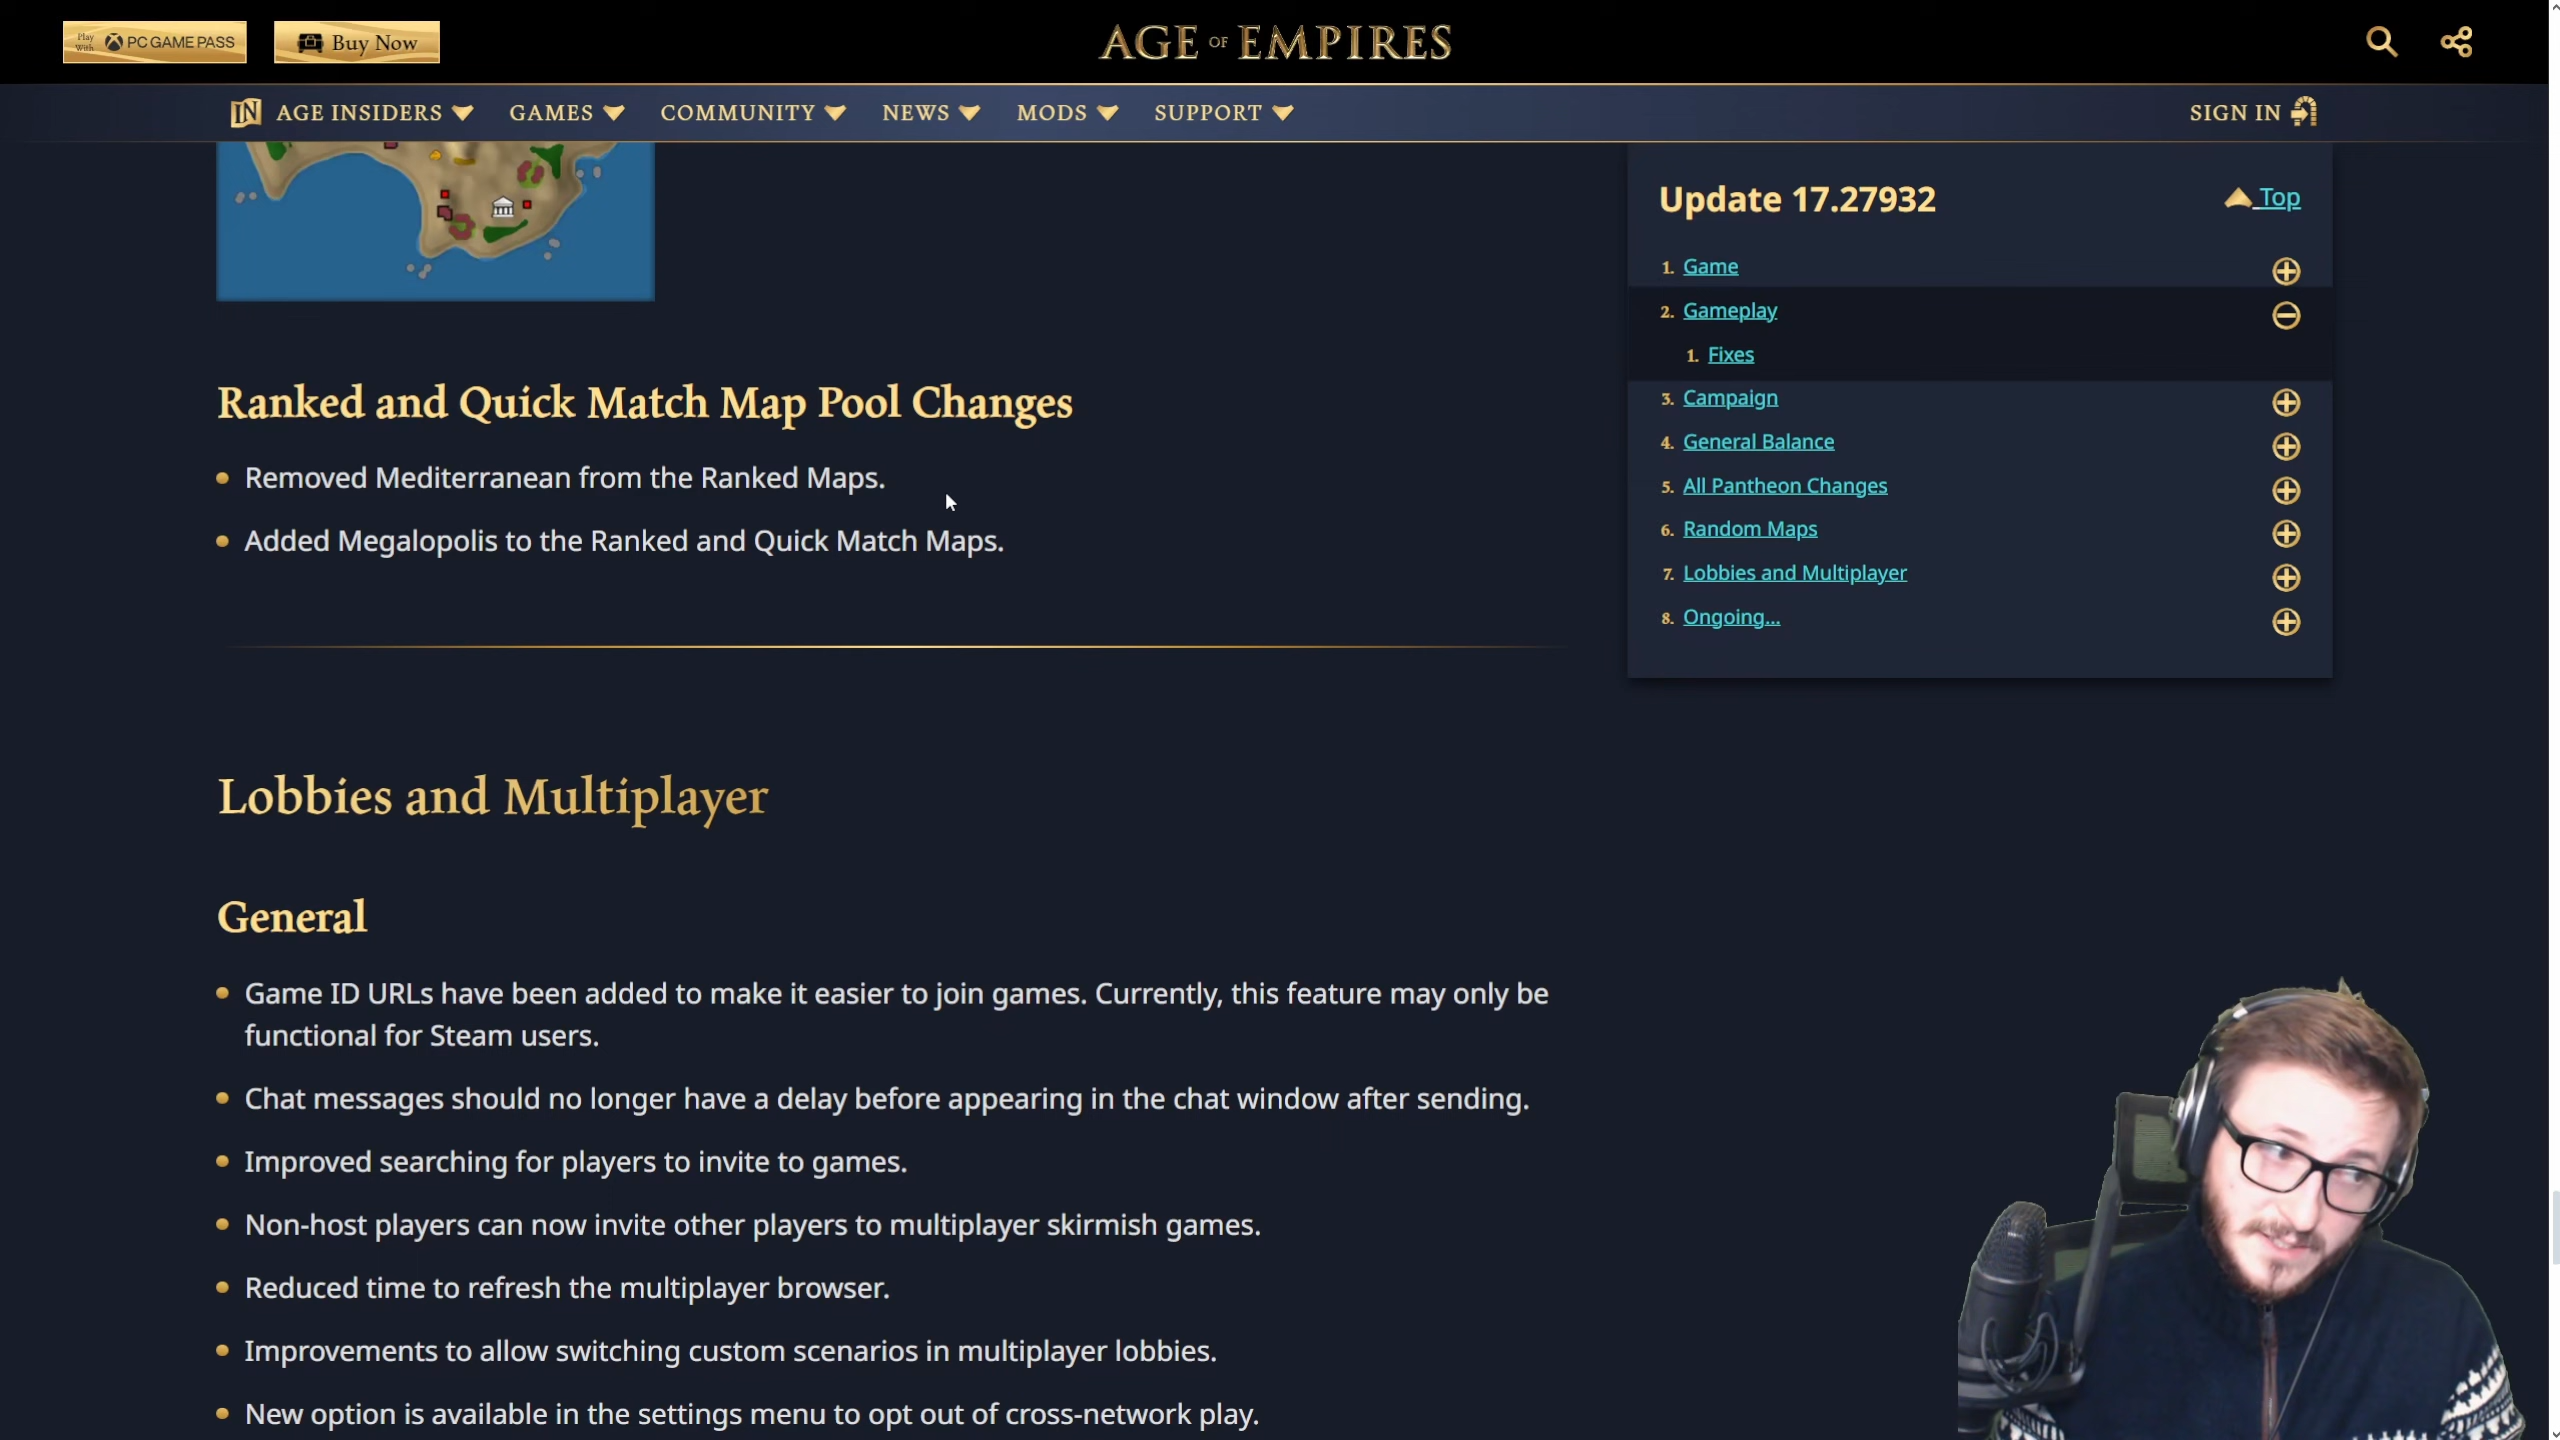 Play With PC GAME PASS
Buy Now
AGE OF EMPIRES
IN AGE INSIDERS
GAMES
COMMUNITY
NEWS
MODS
SUPPORT
SIGN IN
Ranked and Quick Match Map Pool Changes
Removed Mediterranean from the Ranked Maps.
Added Megalopolis to the Ranked and Quick Match Maps.
Lobbies and Multiplayer
General
Game ID URLs have been added to make it easier to join games. Currently, this feature may only be
functional for Steam users.
Chat messages should no longer have a delay before appearing in the chat window after sending.
Improved searching for players to invite to games.
Non-host players can now invite other players to multiplayer skirmish games.
Reduced time to refresh the multiplayer browser.
Improvements to allow switching custom scenarios in multiplayer lobbies.
New option is available in the settings menu to opt out of cross-network play.
Update 17.27932
Top
1. Game
2. Gameplay
1. Fixes
3. Campaign
4. General Balance
5. All Pantheon Changes
6. Random Maps
7. Lobbies and Multiplayer
8. Ongoing...